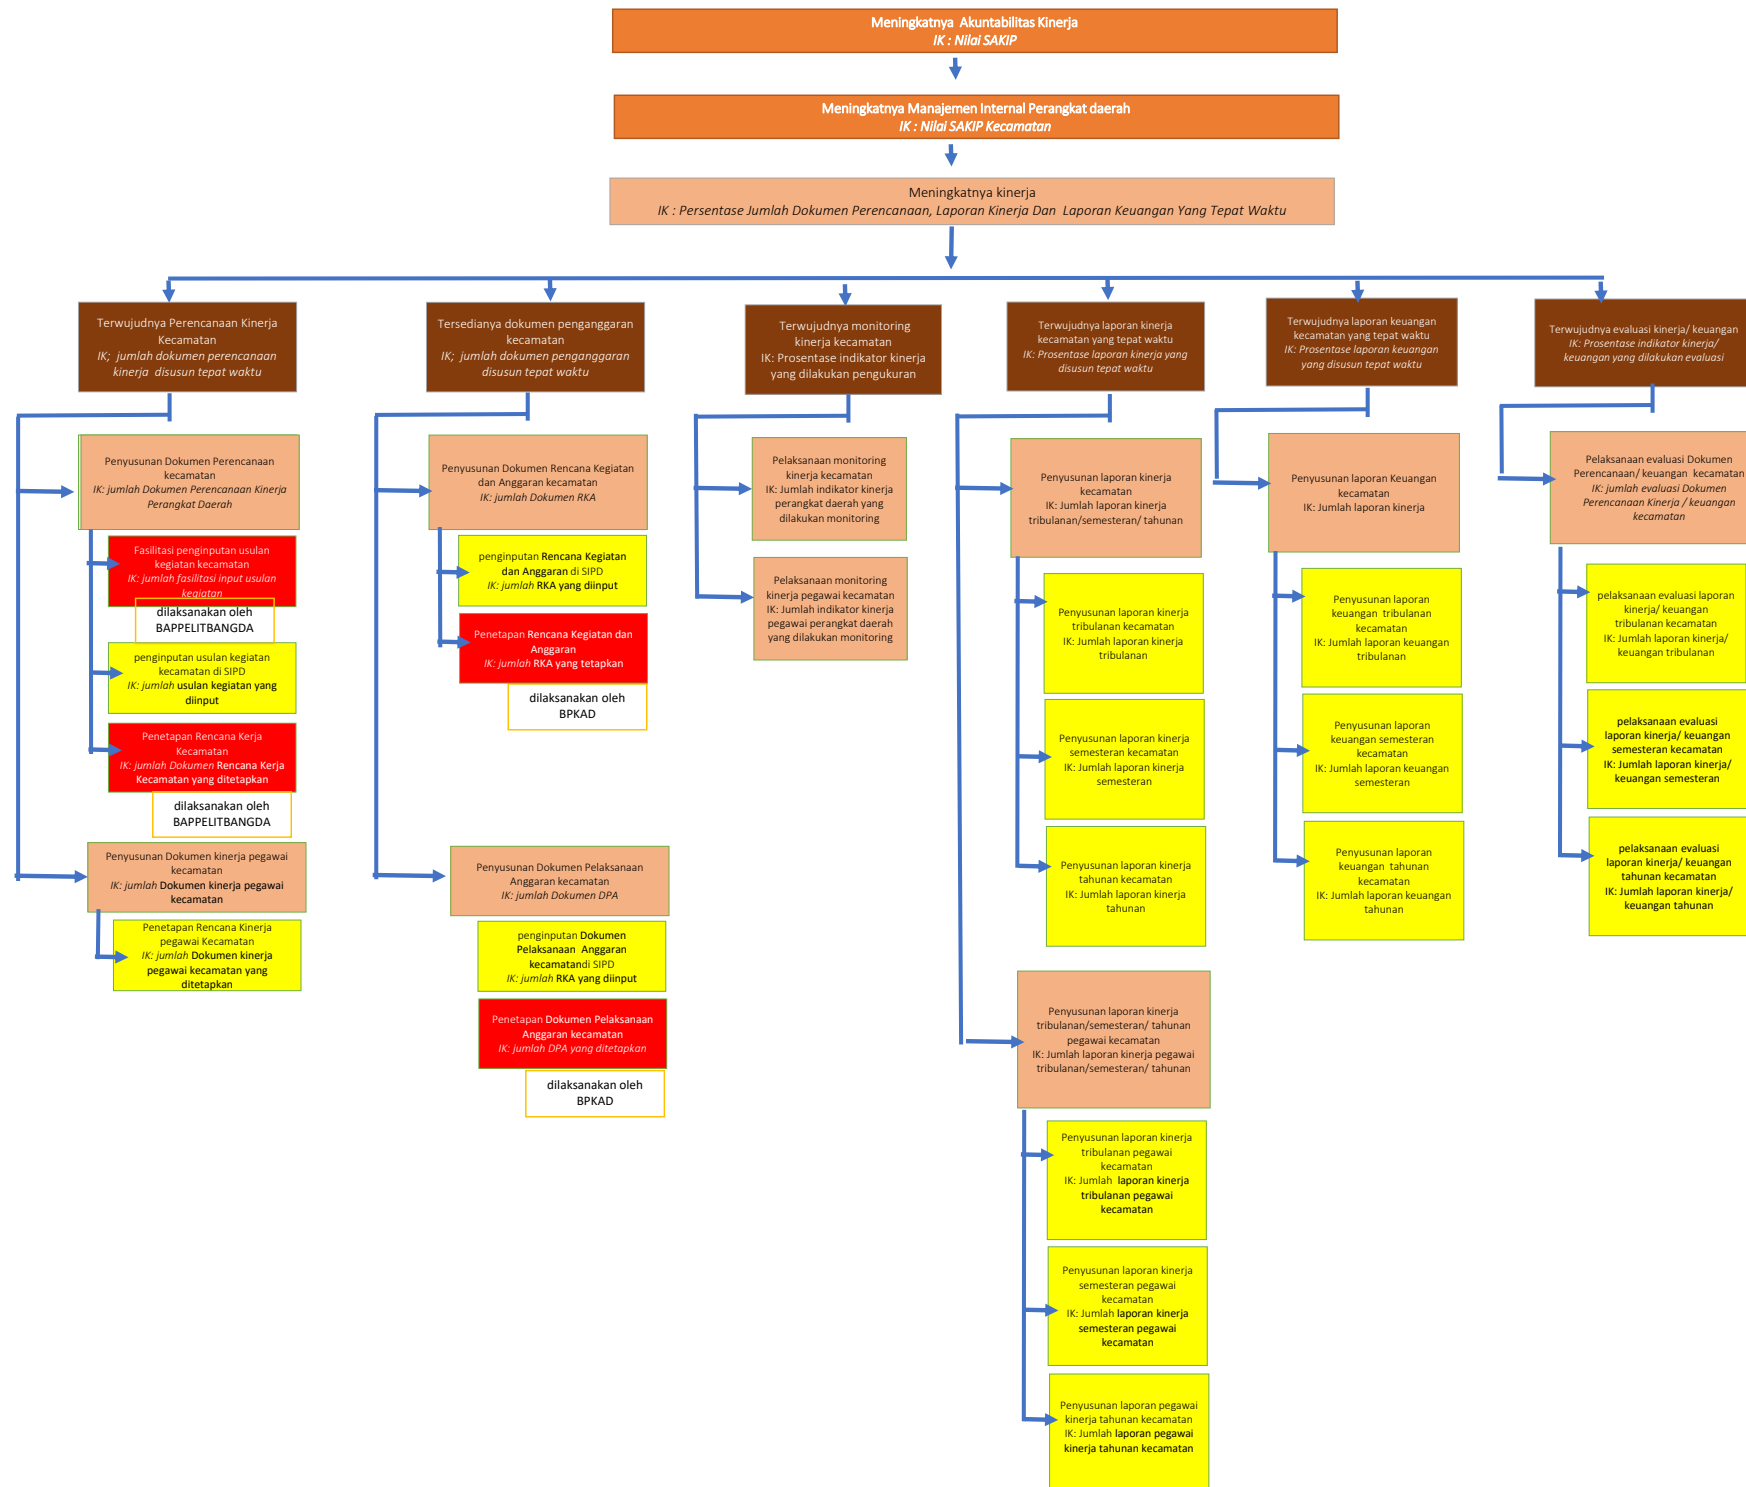 Meningkatnya Akuntabilitas Kinerja
IK : Nilai SAKIP
Meningkatnya Manajemen Internal Perangkat daerah
IK : Nilai SAKIP Kecamatan
Meningkatnya kinerja
IK : Persentase Jumlah Dokumen Perencanaan, Laporan Kinerja Dan Laporan Keuangan Yang Tepat Waktu
Terwujudnya Perencanaan Kinerja
Kecamatan
IK; jumlah dokumen perencanaan
kinerja disusun tepat waktu
Tersedianya dokumen penganggaran
kecamatan
IK; jumlah dokumen penganggaran
disusun tepat waktu
Terwujudnya monitoring
kinerja kecamatan
IK: Prosentase indikator kinerja
yang dilakukan pengukuran
Terwujudnya laporan kinerja
kecamatan yang tepat waktu
IK: Prosentase laporan kinerja yang
disusun tepat waktu
Terwujudnya laporan keuangan
kecamatan yang tepat waktu
IK: Prosentase laporan keuangan
yang disusun tepat waktu
Terwujudnya evaluasi kinerja/ keuangan
IK: Prosentase indikator kinerja/
keuangan yang dilakukan evaluasi
Penyusunan Dokumen Perencanaan
kecamatan
IK: jumlah Dokumen Perencanaan Kinerja
Perangkat Daerah
Fasilitasi penginputan usulan
kegiatan kecamatan
IK: jumlah fasilitasi input usulan
kegiatan
dilaksanakan oleh
BAPPELITBANGDA
penginputan usulan kegiatan
kecamatan di SIPD
IK: jumlah usulan kegiatan yang
diinput
Penetapan Rencana Kerja
Kecamatan
IK: jumlah Dokumen Rencana Kerja
Kecamatan yang ditetapkan
dilaksanakan oleh
BAPPELITBANGDA
Penyusunan Dokumen kinerja pegawai
kecamatan
IK: jumlah Dokumen kinerja pegawai
kecamatan
Penetapan Rencana Kinerja
pegawai Kecamatan
IK: jumlah Dokumen kinerja
pegawai kecamatan yang
ditetapkan
Penyusunan Dokumen Rencana Kegiatan
dan Anggaran kecamatan
IK: jumlah Dokumen RKA
penginputan Rencana Kegiatan
dan Anggaran di SIPD
IK: jumlah RKA yang diinput
Penetapan Rencana Kegiatan dan
Anggaran
IK: jumlah RKA yang tetapkan
dilaksanakan oleh
BPKAD
Penyusunan Dokumen Pelaksanaan
Anggaran kecamatan
IK: jumlah Dokumen DPA
penginputan Dokumen
Pelaksanaan Anggaran
kecamatandi SIPD
IK: jumlah RKA yang diinput
Penetapan Dokumen Pelaksanaan
Anggaran kecamatan
IK: jumlah DPA yang ditetapkan
dilaksanakan oleh
BPKAD
Pelaksanaan monitoring
kinerja kecamatan
IK: Jumlah indikator kinerja
perangkat daerah yang
dilakukan monitoring
Pelaksanaan monitoring
kinerja pegawai kecamatan
IK: Jumlah indikator kinerja
pegawai perangkat daerah
yang dilakukan monitoring
Penyusunan laporan kinerja
kecamatan
IK: Jumlah laporan kinerja
tribulanan/semesteran/ tahunan
Penyusunan laporan kinerja
tribulanan kecamatan
IK: Jumlah laporan kinerja
tribulanan
Penyusunan laporan kinerja
semesteran kecamatan
IK: Jumlah laporan kinerja
semesteran
Penyusunan laporan kinerja
tahunan kecamatan
IK: Jumlah laporan kinerja
tahunan
Penyusunan laporan kinerja
tribulanan/semesteran/ tahunan
pegawai kecamatan
IK: Jumlah laporan kinerja pegawai
tribulanan/semesteran/ tahunan
Penyusunan laporan kinerja
tribulanan pegawai
kecamatan
IK: Jumlah laporan kinerja
tribulanan pegawai
kecamatan
Penyusunan laporan kinerja
semesteran pegawai
kecamatan
IK: Jumlah laporan kinerja
semesteran pegawai
kecamatan
Penyusunan laporan pegawai
kinerja tahunan kecamatan
IK: Jumlah laporan pegawai
kinerja tahunan kecamatan
Penyusunan laporan Keuangan
kecamatan
IK: Jumlah laporan kinerja
Penyusunan laporan
keuangan tribulanan
kecamatan
IK: Jumlah laporan keuangan
tribulanan
Penyusunan laporan
keuangan semesteran
kecamatan
IK: Jumlah laporan keuangan
semesteran
Penyusunan laporan
keuangan tahunan
kecamatan
IK: Jumlah laporan keuangan
tahunan
Pelaksanaan evaluasi Dokumen
Perencanaan/ keuangan kecamatan
IK: jumlah evaluasi Dokumen
Perencanaan Kinerja / keuangan
kecamatan
pelaksanaan evaluasi laporan
kinerja/ keuangan
tribulanan kecamatan
IK: Jumlah laporan kinerja/
keuangan tribulanan
pelaksanaan evaluasi
laporan kinerja/ keuangan
semesteran kecamatan
IK: Jumlah laporan kinerja/
keuangan semesteran
pelaksanaan evaluasi
laporan kinerja/ keuangan
tahunan kecamatan
IK: Jumlah laporan kinerja/
keuangan tahunan